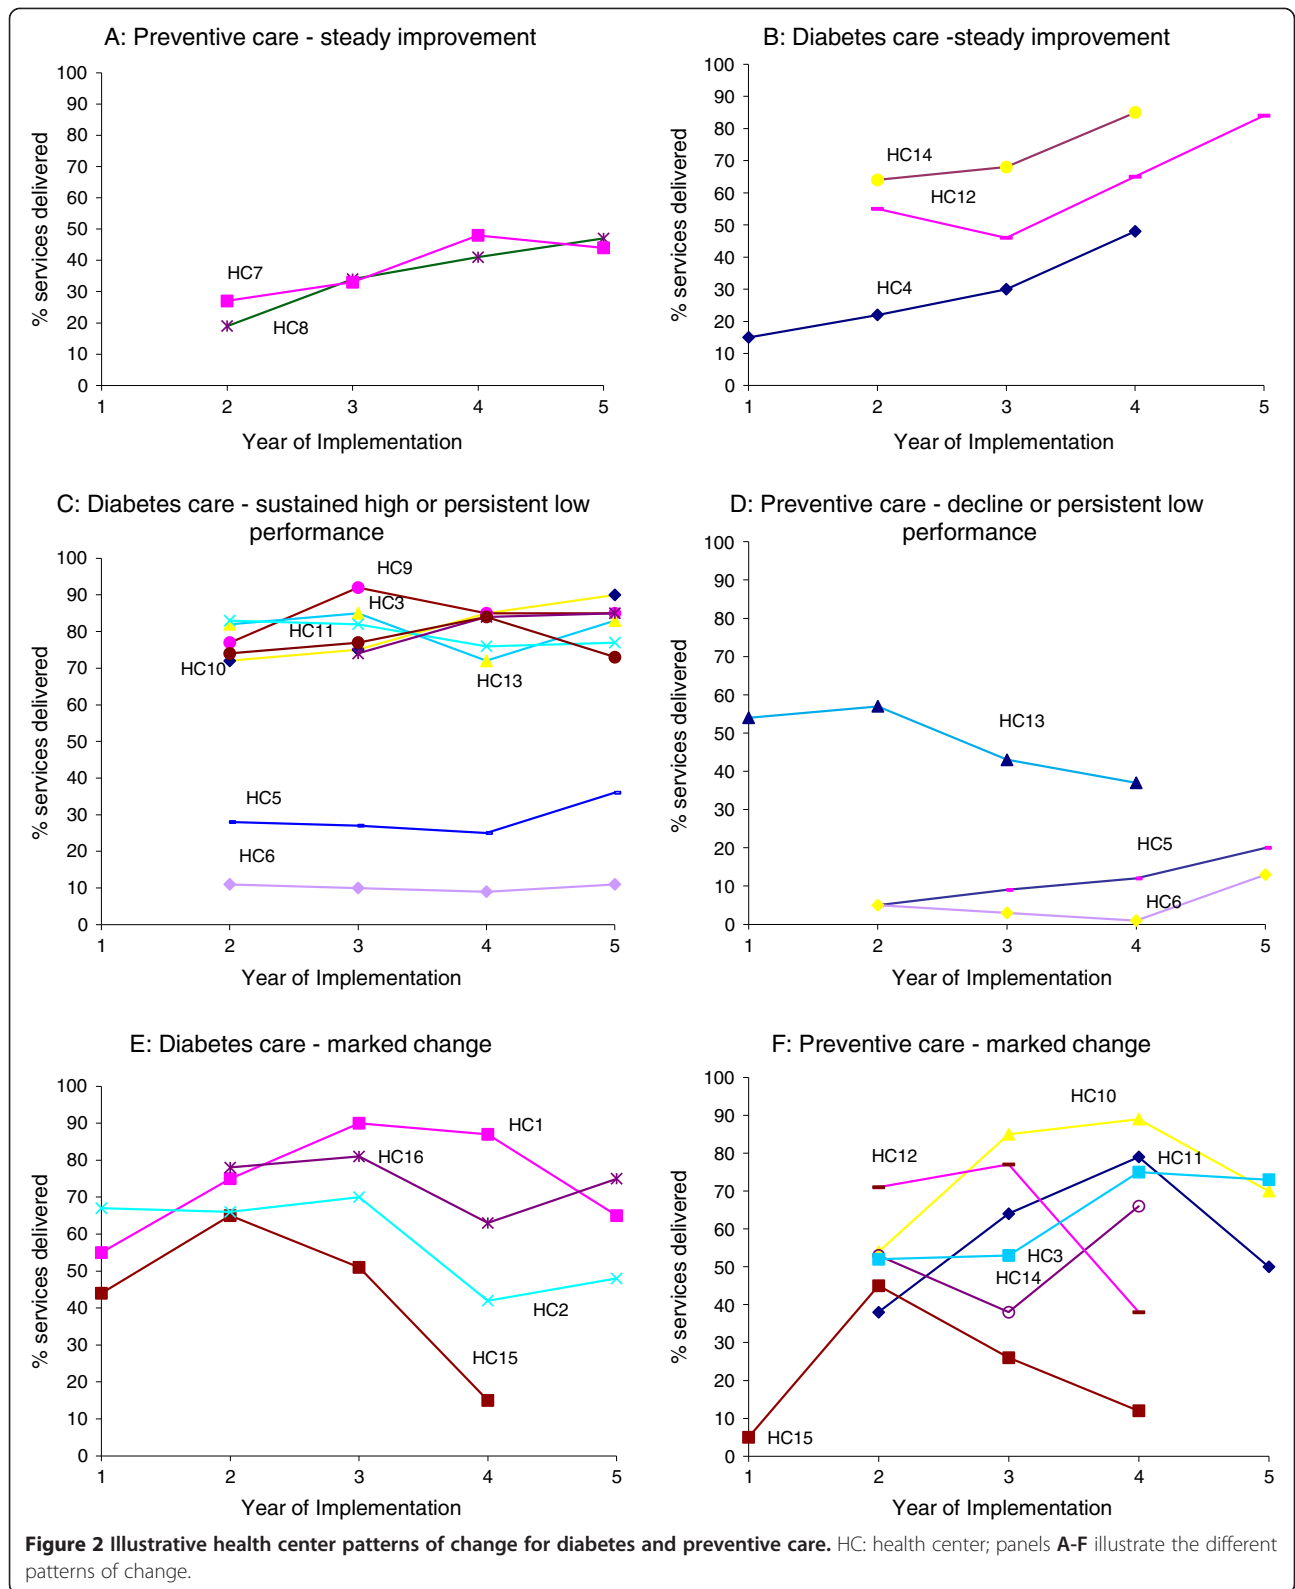 A: Preventive care - steady improvement
100
90
80
70
60
50
40
30
20
10
0
% services delivered
HC7
HC8
1 2 3 4 5
Year of Implementation
B: Diabetes care -steady improvement
100
90
80
70
60
50
40
30
20
10
0
% services delivered
HC14
HC12
HC4
1 2 3 4 5
Year of Implementation
C: Diabetes care - sustained high or persistent low
performance
100
90
80
70
60
50
40
30
20
10
0
% services delivered
HC9
HC3
HC11
HC10
HC13
HC5
HC6
1 2 3 4 5
Year of Implementation
D: Preventive care - decline or persistent low
performance
100
90
80
70
60
50
40
30
20
10
0
% services delivered
HC13
HC5
HC6
1 2 3 4 5
Year of Implementation
E: Diabetes care - marked change
100
90
80
70
60
50
40
30
20
10
0
% services delivered
HC1
HC16
HC2
HC15
1 2 3 4 5
Year of Implementation
F: Preventive care - marked change
100
90
80
70
60
50
40
30
20
10
0
% services delivered
HC10
HC12
HC11
HC3
HC14
HC15
1 2 3 4 5
Year of Implementation
Figure 2 Illustrative health center patterns of change for diabetes and preventive care. HC: health center; panels A-F illustrate the different
patterns of change.